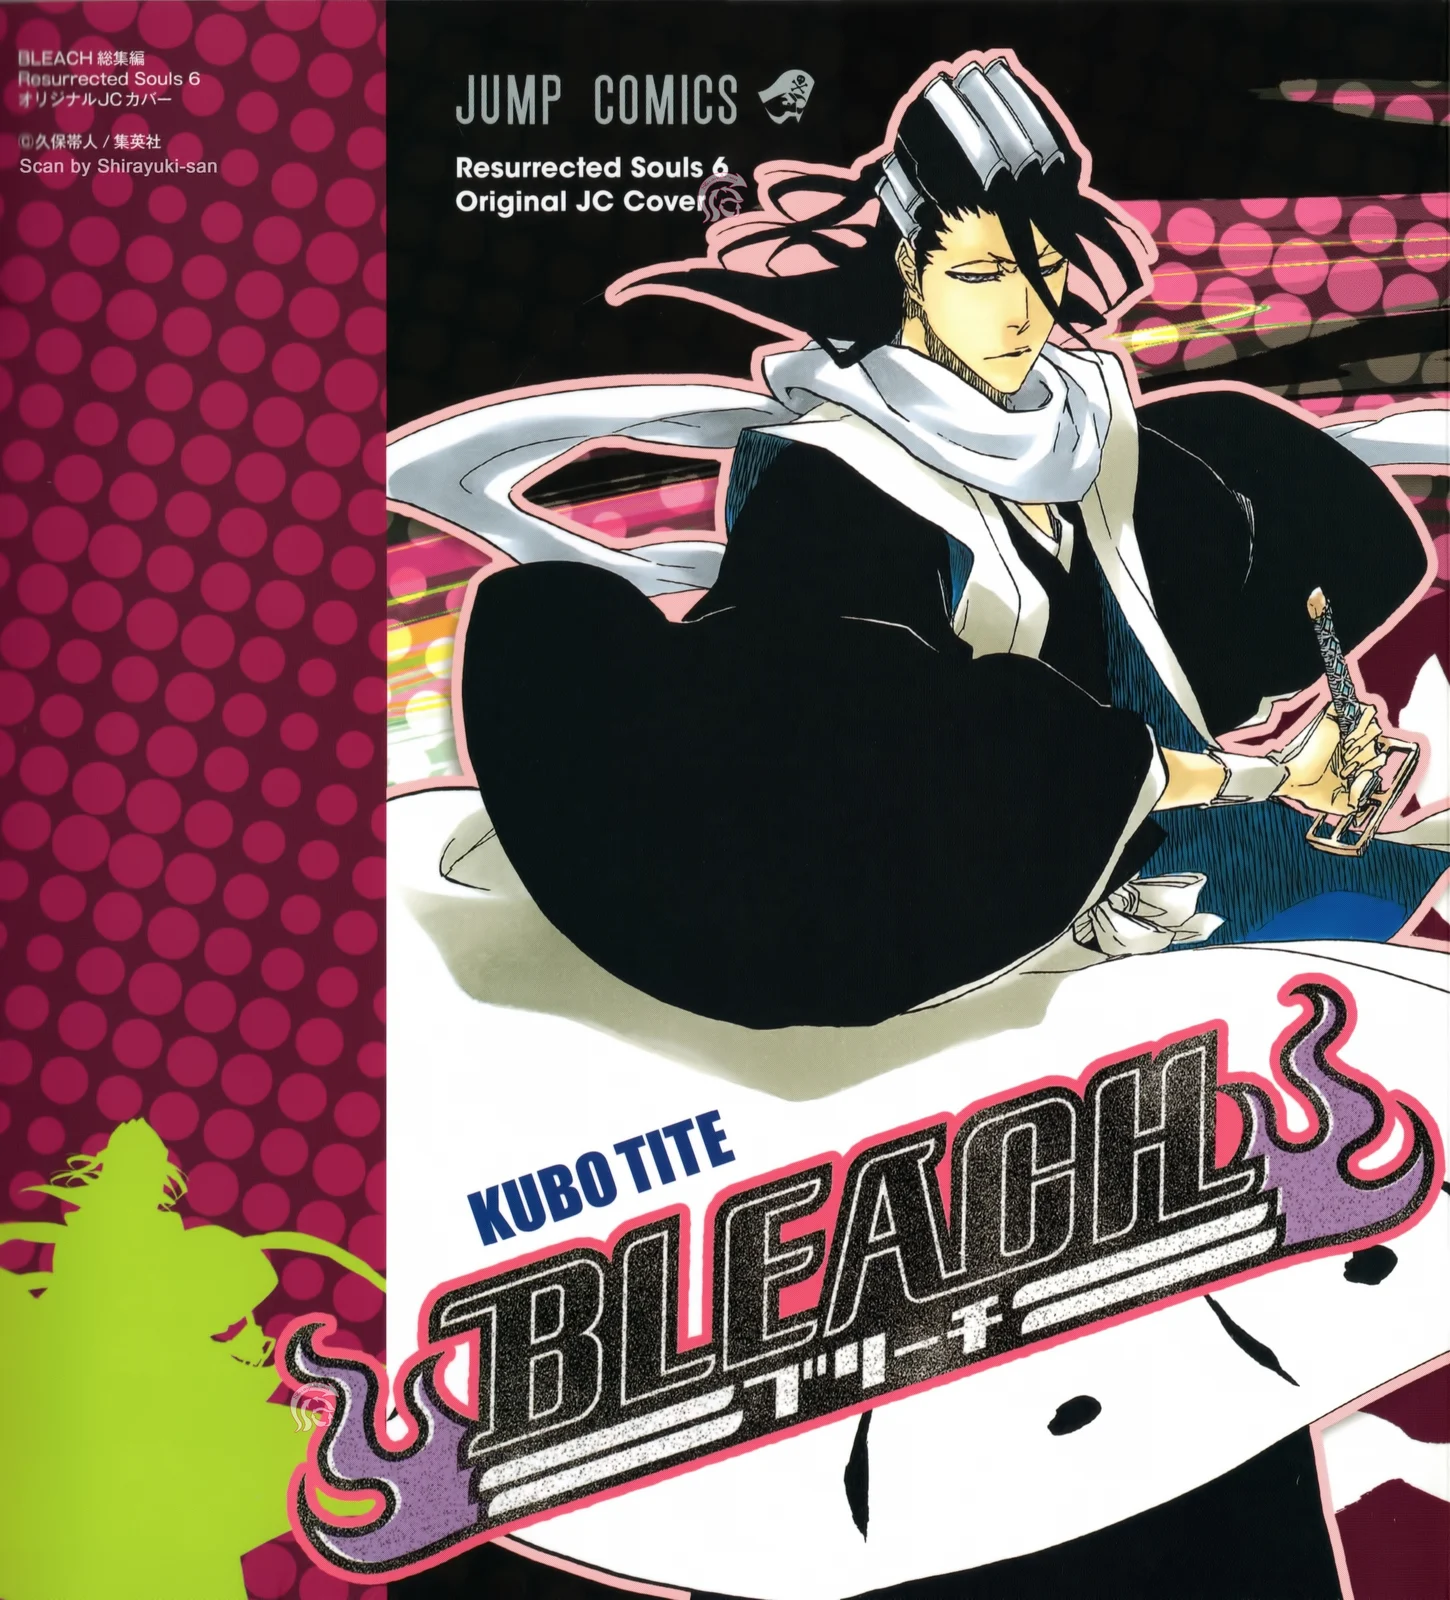 BLEACH 総集編
Resurrected Souls 6
オリジナルJCカバー
©久保帯人 / 集英社
Scan by Shirayuki-san
JUMP COMICS
Resurrected Souls 6
Original JC Cover
KUBO TITE
BLEACH
ブリーチ